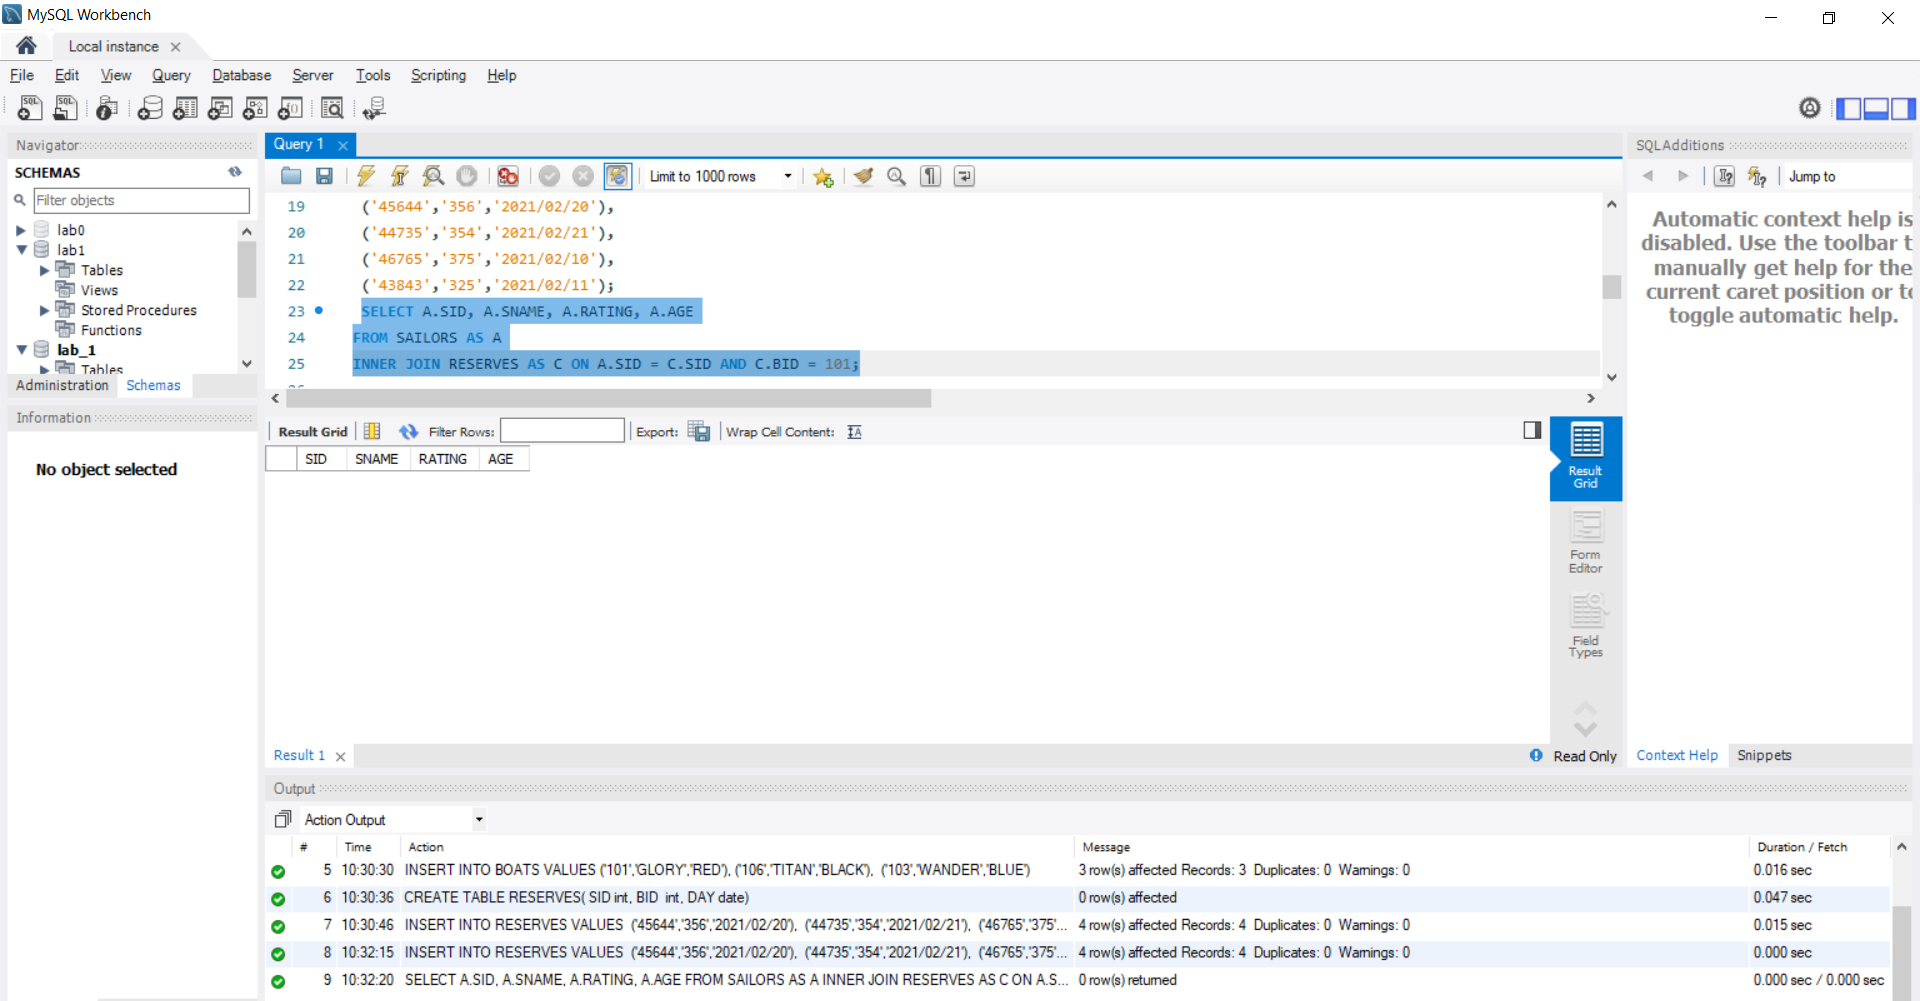 MySQL Workbench
Local instance
File Edit View Query Database Server Tools Scripting Help
Navigator
SCHEMAS
Filter objects
lab0
lab1
Tables
Views
Stored Procedures
Functions
lab_1
Tables
Administration Schemas
Information
No object selected
Query 1
Limit to 1000 rows
19 ('45644','356','2021/02/20'),
20 ('44735','354','2021/02/21'),
21 ('46765','375','2021/02/10'),
22 ('43843','325','2021/02/11');
23 SELECT A.SID, A.SNAME, A.RATING, A.AGE
24 FROM SAILORS AS A
25 INNER JOIN RESERVES AS C ON A.SID = C.SID AND C.BID = 101;
Result Grid Filter Rows: Export: Wrap Cell Content:
SID SNAME RATING AGE
Result Grid
Form Editor
Field Types
Result 1
Read Only
SQLAdditions
Jump to
Automatic context help is
disabled. Use the toolbar t
manually get help for the
current caret position or to
toggle automatic help.
Context Help Snippets
Output
Action Output
# Time Action Message Duration / Fetch
5 10:30:30 INSERT INTO BOATS VALUES ('101','GLORY','RED'), ('106','TITAN','BLACK'), ('103','WANDER','BLUE') 3 row(s) affected Records: 3 Duplicates: 0 Warnings: 0 0.016 sec
6 10:30:36 CREATE TABLE RESERVES( SID int, BID int, DAY date) 0 row(s) affected 0.047 sec
7 10:30:46 INSERT INTO RESERVES VALUES ('45644','356','2021/02/20'), ('44735','354','2021/02/21'), ('46765','375'... 4 row(s) affected Records: 4 Duplicates: 0 Warnings: 0 0.015 sec
8 10:32:15 INSERT INTO RESERVES VALUES ('45644','356','2021/02/20'), ('44735','354','2021/02/21'), ('46765','375'... 4 row(s) affected Records: 4 Duplicates: 0 Warnings: 0 0.000 sec
9 10:32:20 SELECT A.SID, A.SNAME, A.RATING, A.AGE FROM SAILORS AS A INNER JOIN RESERVES AS C ON A.S... 0 row(s) returned 0.000 sec / 0.000 sec